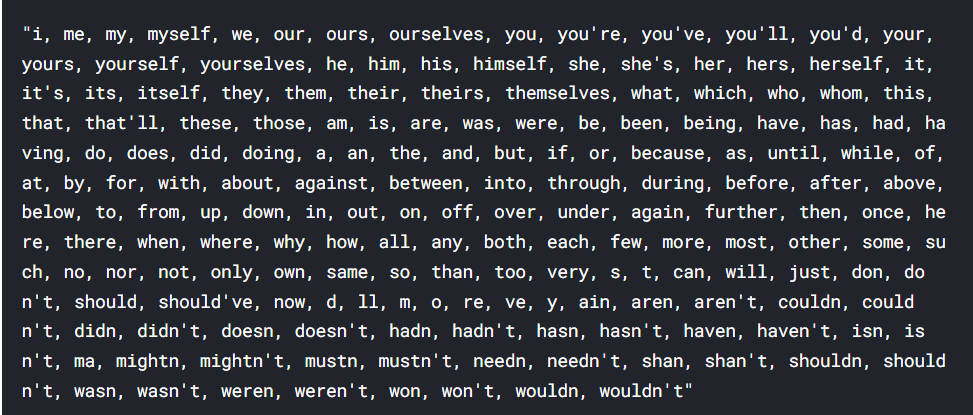 "i, me, my, myself, we, our, ours, ourselves, you, you're, you've, you'll, you'd, your,
yours, yourself, yourselves, he, him, his, himself, she, she's, her, hers, herself, it,
it's, its, itself, they, them, their, theirs, themselves, what, which, who, whom, this,
that, that'll, these, those, am, is, are, was, were, be, been, being, have, has, had, ha
ving, do, does, did, doing, a, an, the, and, but, if, or, because, as, until, while, of,
at, by, for, with, about, against, between, into, through, during, before, after, above,
below, to, from, up, down, in, out, on, off, over, under, again, further, then, once, he
re, there, when, where, why, how, all, any, both, each, few, more, most, other, some, su
ch, no, nor, not, only, own, same, so, than, too, very, s, t, can, will, just, don, do
n't, should, should've, now, d, ll, m, o, re, ve, y, ain, aren, aren't, couldn, could
n't, didn, didn't, doesn, doesn't, hadn, hadn't, hasn, hasn't, haven, haven't, isn, is
n't, ma, mightn, mightn't, mustn, mustn't, needn, needn't, shan, shan't, shouldn, should
n't, wasn, wasn't, weren, weren't, won, won't, wouldn, wouldn't"